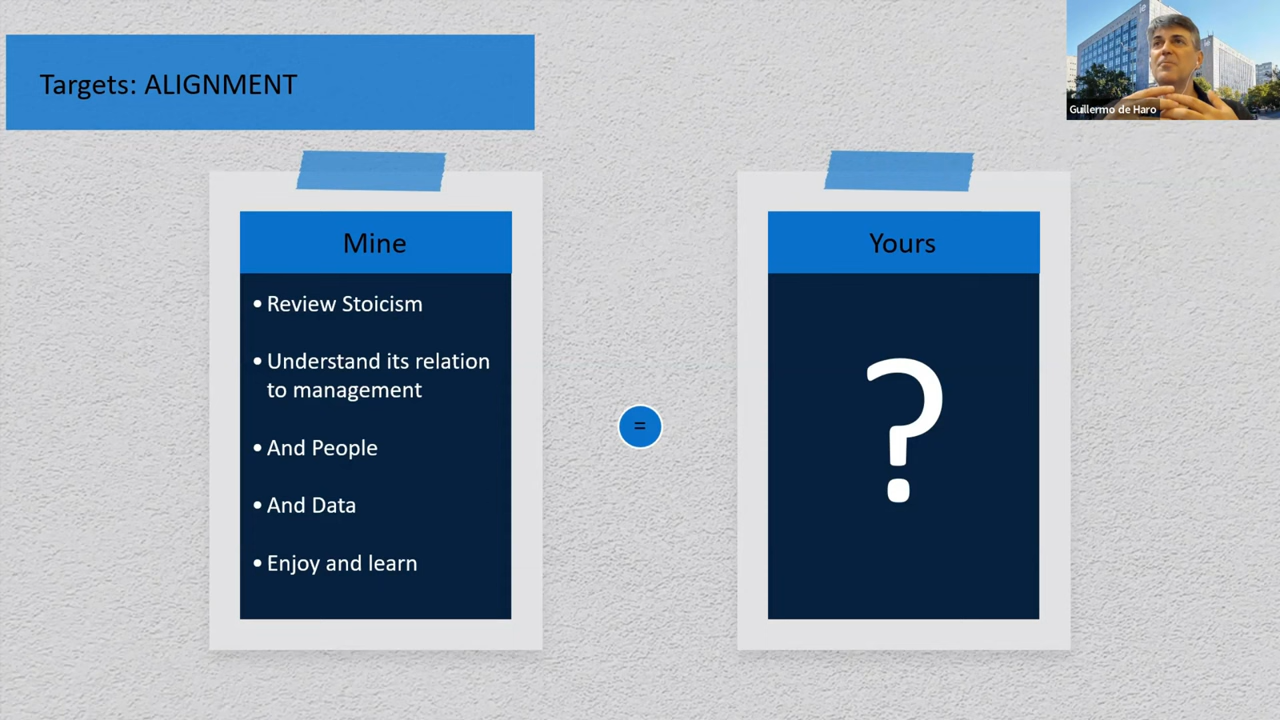 Targets: ALIGNMENT
Guillermo de Haro
Mine
• Review Stoicism
• Understand its relation
to management
• And People
• And Data
• Enjoy and learn
=
Yours
?